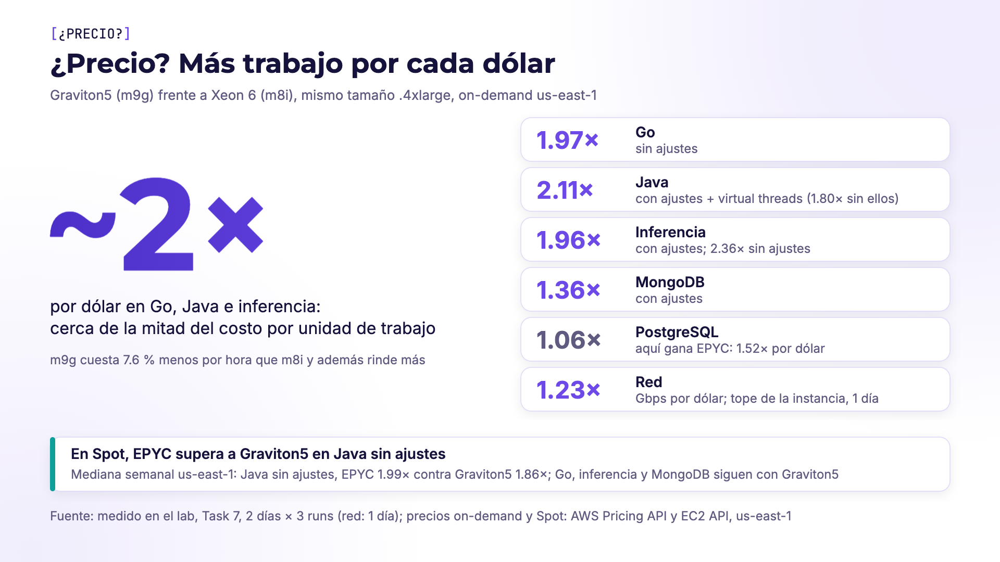 [¿PRECIO?]
¿Precio? Más trabajo por cada dólar
Graviton5 (m9g) frente a Xeon 6 (m8i), mismo tamaño .4xlarge, on-demand us-east-1
~2×
por dólar en Go, Java e inferencia:
cerca de la mitad del costo por unidad de trabajo
m9g cuesta 7.6 % menos por hora que m8i y además rinde más
1.97×
Go
sin ajustes
2.11×
Java
con ajustes + virtual threads (1.80× sin ellos)
1.96×
Inferencia
con ajustes; 2.36× sin ajustes
1.36×
MongoDB
con ajustes
1.06×
PostgreSQL
aquí gana EPYC: 1.52× por dólar
1.23×
Red
Gbps por dólar; tope de la instancia, 1 día
En Spot, EPYC supera a Graviton5 en Java sin ajustes
Mediana semanal us-east-1: Java sin ajustes, EPYC 1.99× contra Graviton5 1.86×; Go, inferencia y MongoDB siguen con Graviton5
Fuente: medido en el lab, Task 7, 2 días × 3 runs (red: 1 día); precios on-demand y Spot: AWS Pricing API y EC2 API, us-east-1